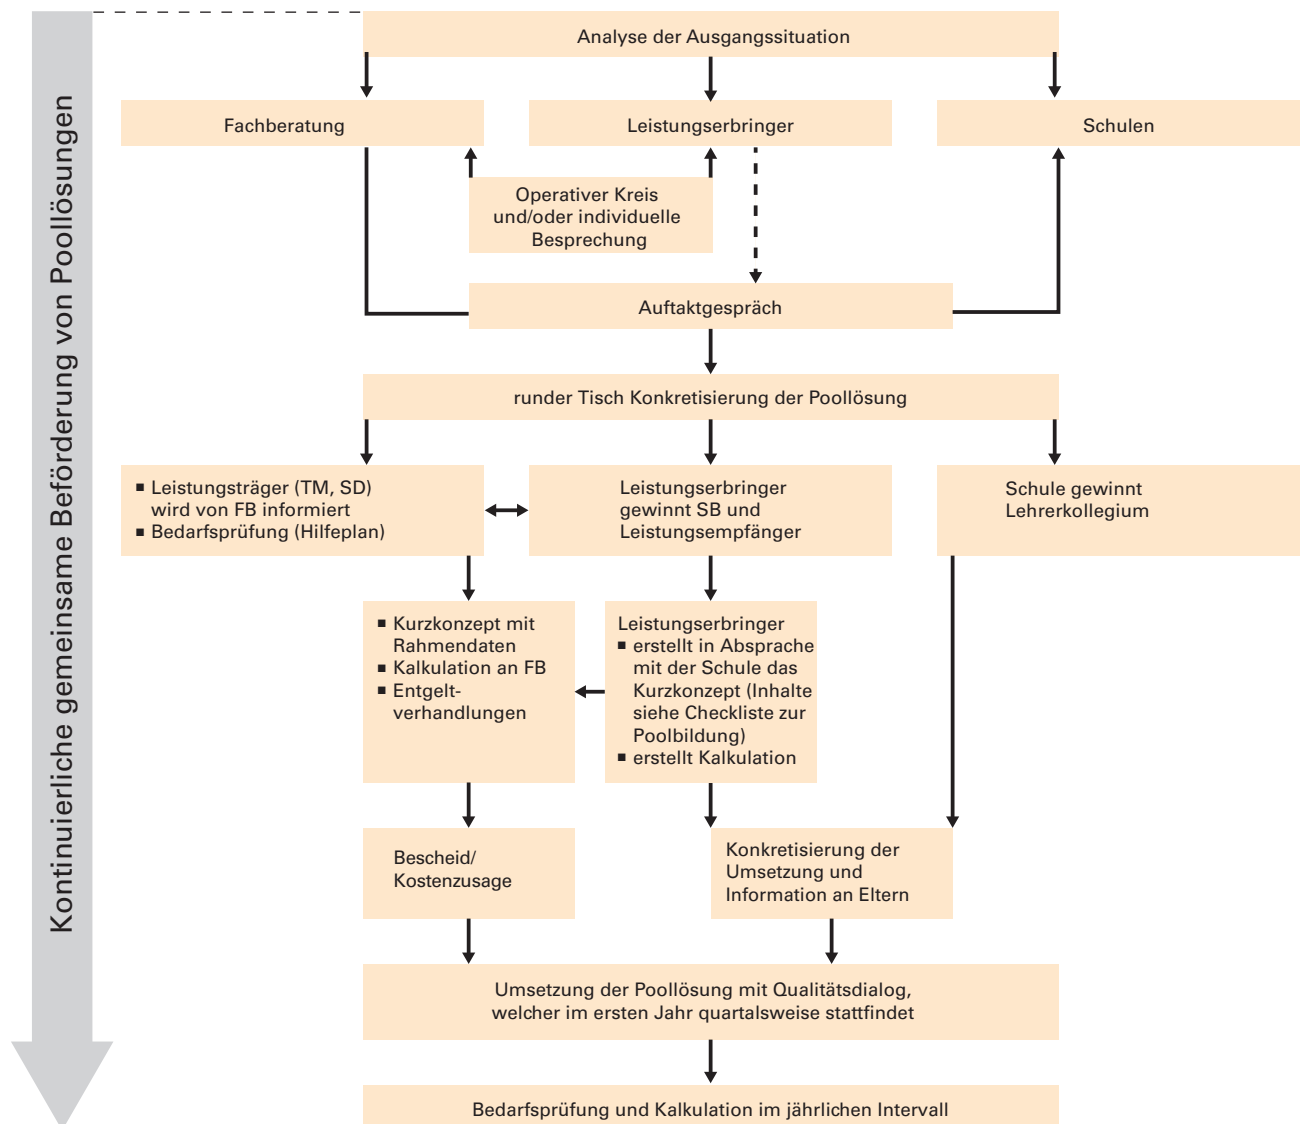 Kontinuierliche gemeinsame Beförderung von Poollösungen
Analyse der Ausgangssituation
Fachberatung
Leistungserbringer
Schulen
Operativer Kreis
und/oder individuelle
Besprechung
Auftaktgespräch
runder Tisch Konkretisierung der Poollösung
■ Leistungsträger (TM, SD)
wird von FB informiert
■ Bedarfsprüfung (Hilfeplan)
Leistungserbringer
gewinnt SB und
Leistungsempfänger
Schule gewinnt
Lehrerkollegium
■ Kurzkonzept mit
Rahmendaten
■ Kalkulation an FB
■ Entgelt-
verhandlungen
Leistungserbringer
■ erstellt in Absprache
mit der Schule das
Kurzkonzept (Inhalte
siehe Checkliste zur
Poolbildung)
■ erstellt Kalkulation
Bescheid/
Kostenzusage
Konkretisierung der
Umsetzung und
Information an Eltern
Umsetzung der Poollösung mit Qualitätsdialog,
welcher im ersten Jahr quartalsweise stattfindet
Bedarfsprüfung und Kalkulation im jährlichen Intervall